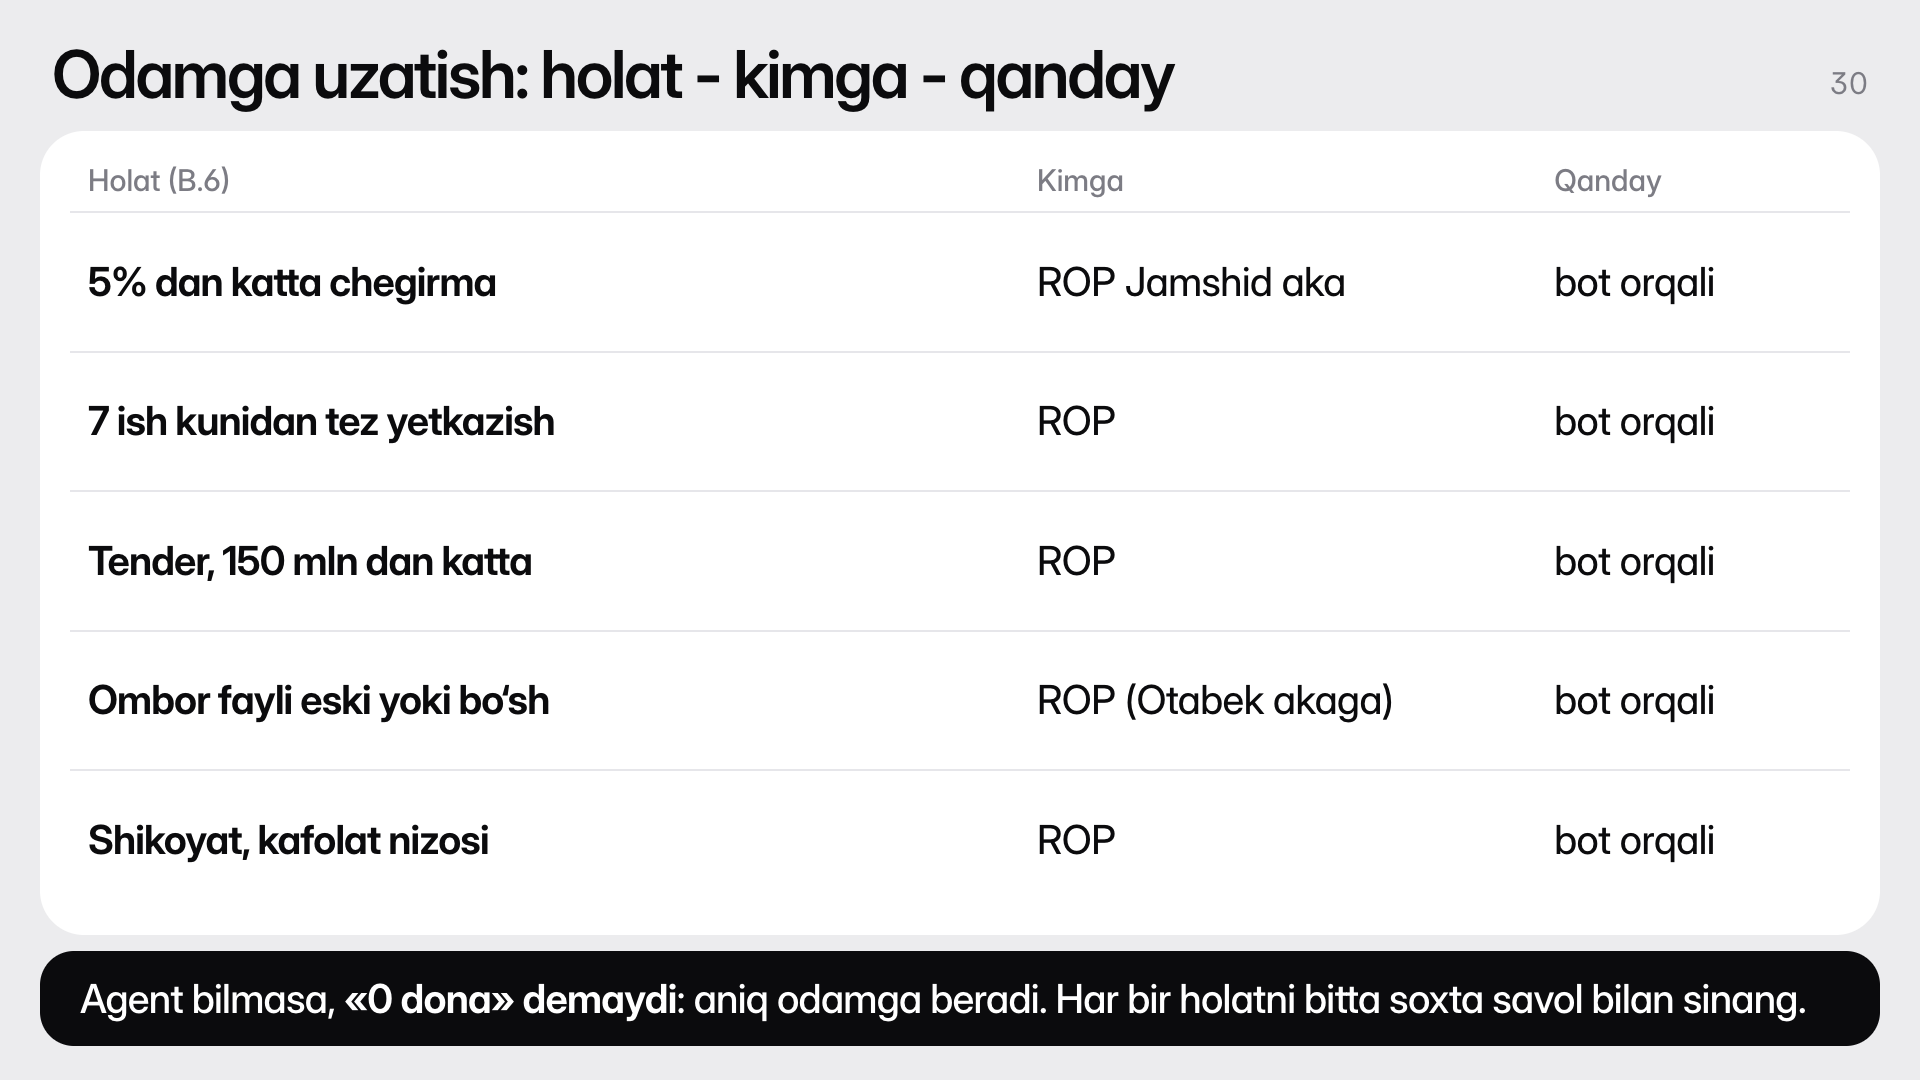 Odamga uzatish: holat - kimga - qanday
30
Holat (B.6) Kimga Qanday
5% dan katta chegirma ROP Jamshid aka bot orqali
7 ish kunidan tez yetkazish ROP bot orqali
Tender, 150 mln dan katta ROP bot orqali
Ombor fayli eski yoki bo‘sh ROP (Otabek akaga) bot orqali
Shikoyat, kafolat nizosi ROP bot orqali
Agent bilmasa, «0 dona» demaydi: aniq odamga beradi. Har bir holatni bitta soxta savol bilan sinang.